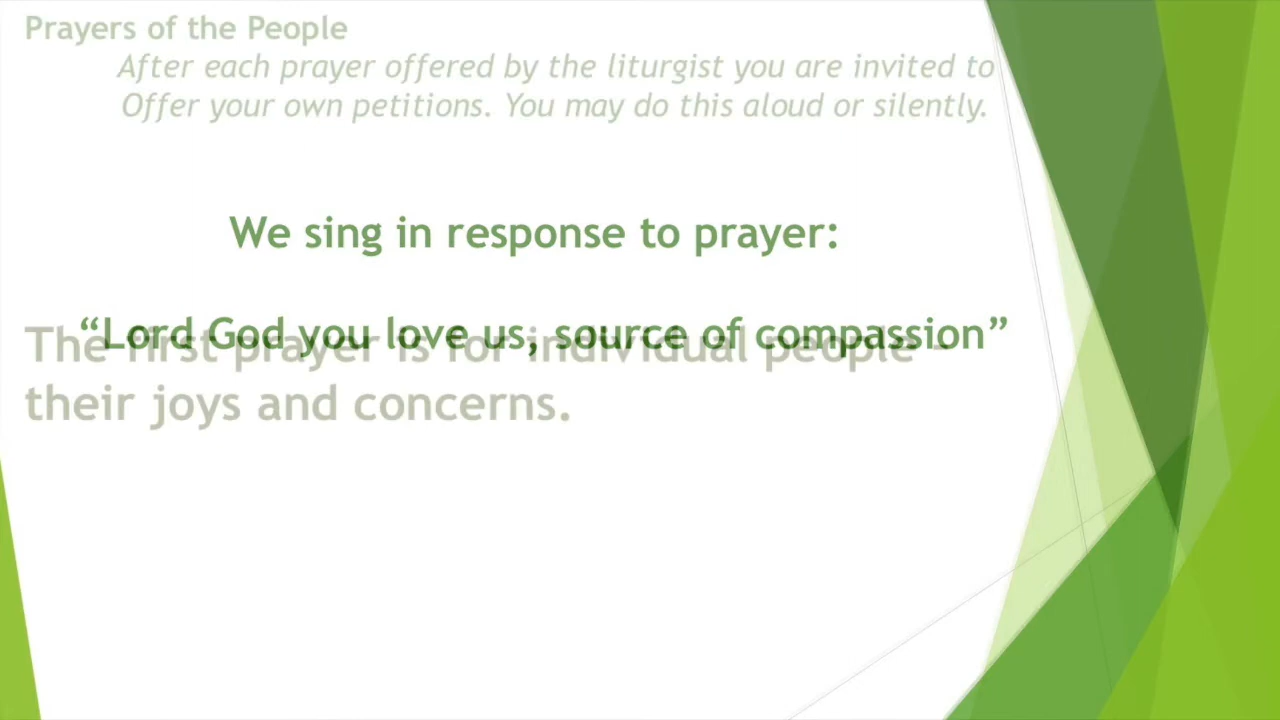 Prayers of the People
After each prayer offered by the liturgist you are invited to
Offer your own petitions. You may do this aloud or silently.
We sing in response to prayer:
“Lord God you love us, source of compassion”
The first prayer is for individual people -
their joys and concerns.